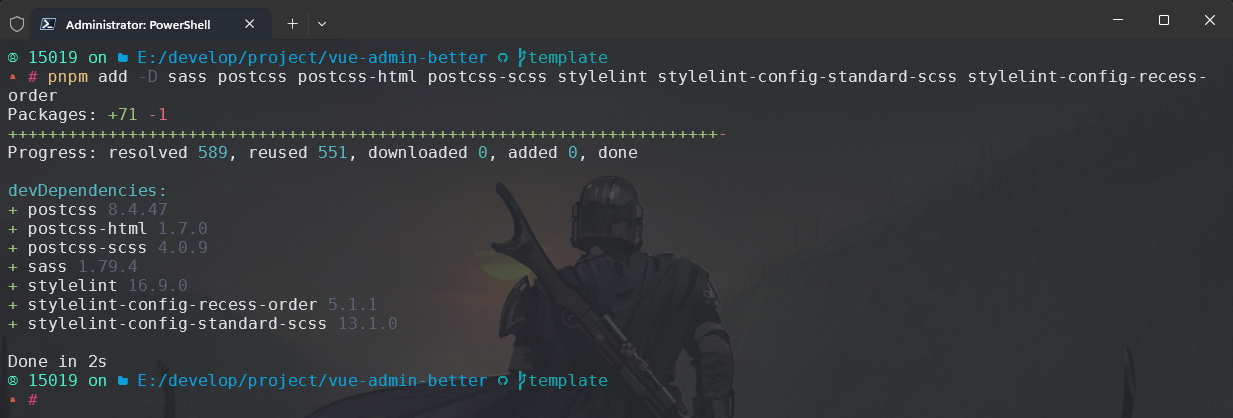 Administrator: PowerShell
15019 on E:/develop/project/vue-admin-better template
# pnpm add -D sass postcss postcss-html postcss-scss stylelint stylelint-config-standard-scss stylelint-config-recess-
order
Packages: +71 -1
+++++++++++++++++++++++++++++++++++++++++++++++++++++++++++++++++++++++-
Progress: resolved 589, reused 551, downloaded 0, added 0, done
devDependencies:
+ postcss 8.4.47
+ postcss-html 1.7.0
+ postcss-scss 4.0.9
+ sass 1.79.4
+ stylelint 16.9.0
+ stylelint-config-recess-order 5.1.1
+ stylelint-config-standard-scss 13.1.0
Done in 2s
15019 on E:/develop/project/vue-admin-better template
#